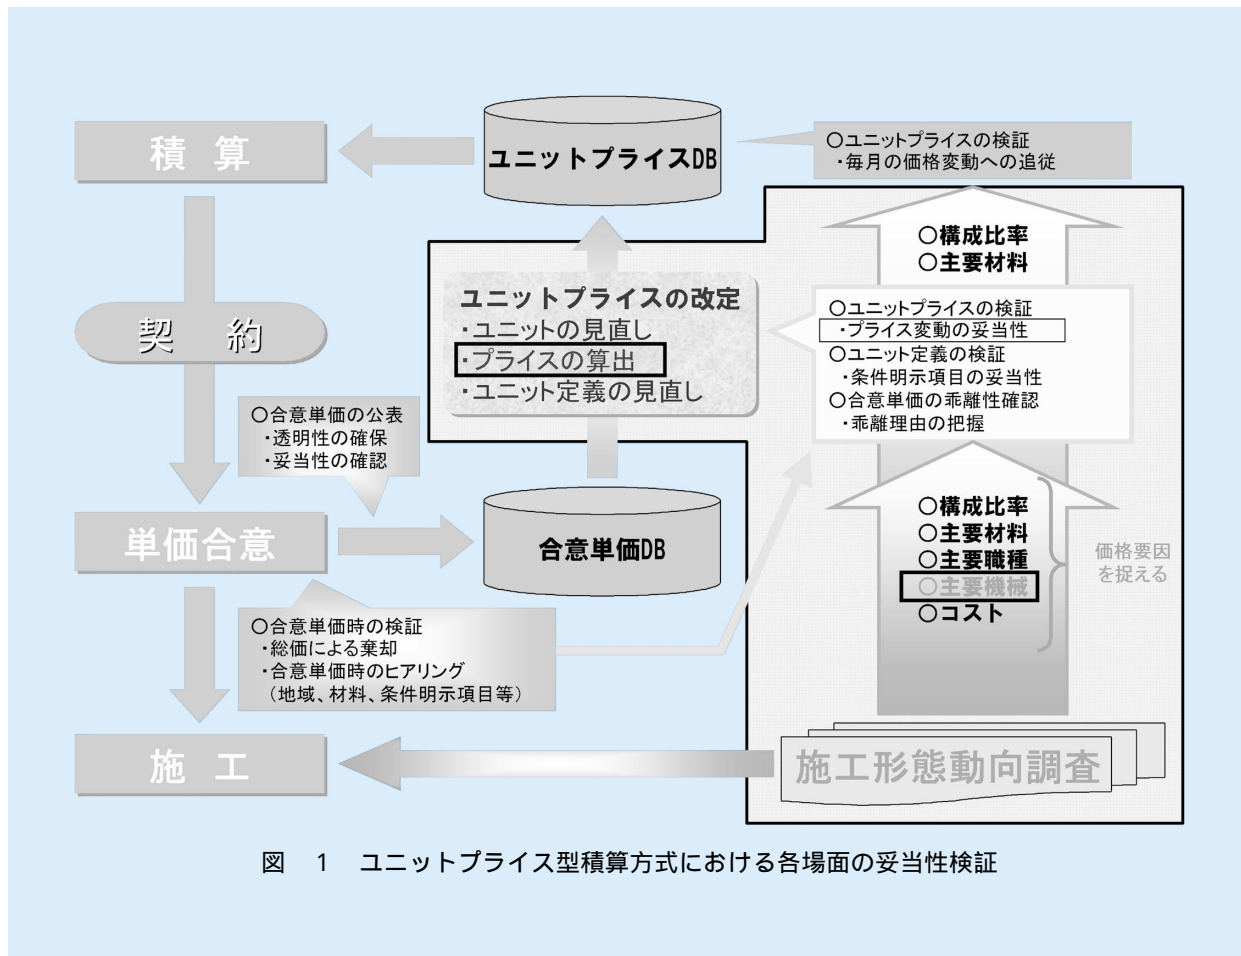 積 算
ユニットプライスDB
○ユニットプライスの検証
・毎月の価格変動への追従
○構成比率
○主要材料
契 約
ユニットプライスの改定
・ユニットの見直し
・プライスの算出
・ユニット定義の見直し
○ユニットプライスの検証
・プライス変動の妥当性
○ユニット定義の検証
・条件明示項目の妥当性
○合意単価の乖離性確認
・乖離理由の把握
○合意単価の公表
・透明性の確保
・妥当性の確認
単価合意
合意単価DB
○構成比率
○主要材料
○主要職種
○主要機械
○コスト
価格要因
を捉える
○合意単価時の検証
・総価による棄却
・合意単価時のヒアリング
（地域、材料、条件明示項目等）
施 工
施工形態動向調査
図 1 ユニットプライス型積算方式における各場面の妥当性検証